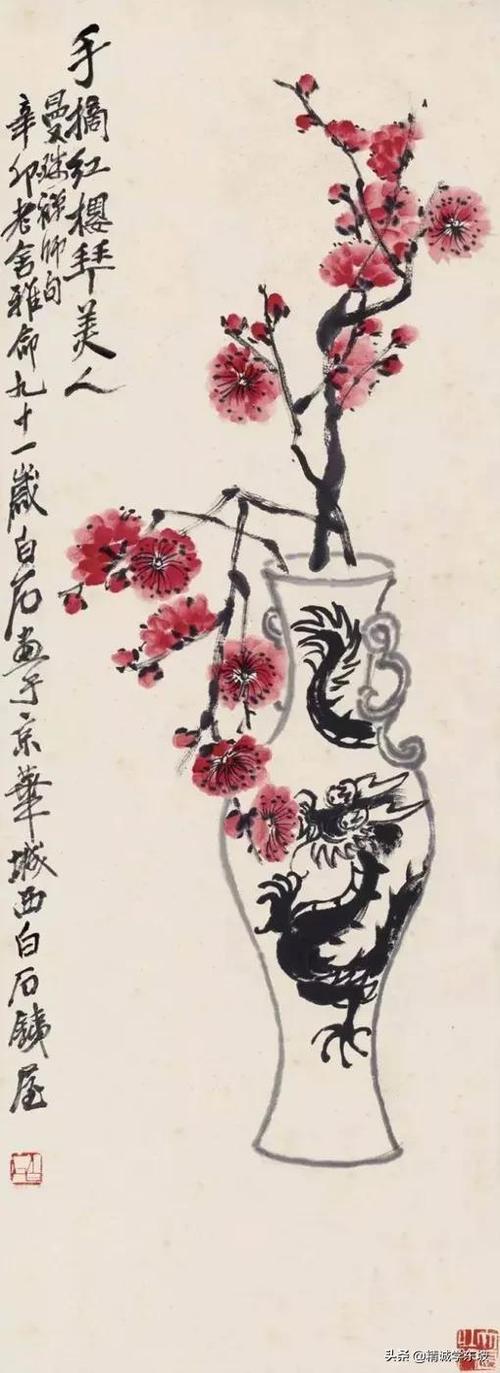 手摘红樱拜美人
曼殊禅师句
辛卯老舍雅命九十一岁白石画于京华城西白石铁屋
头条@精诚学东坡